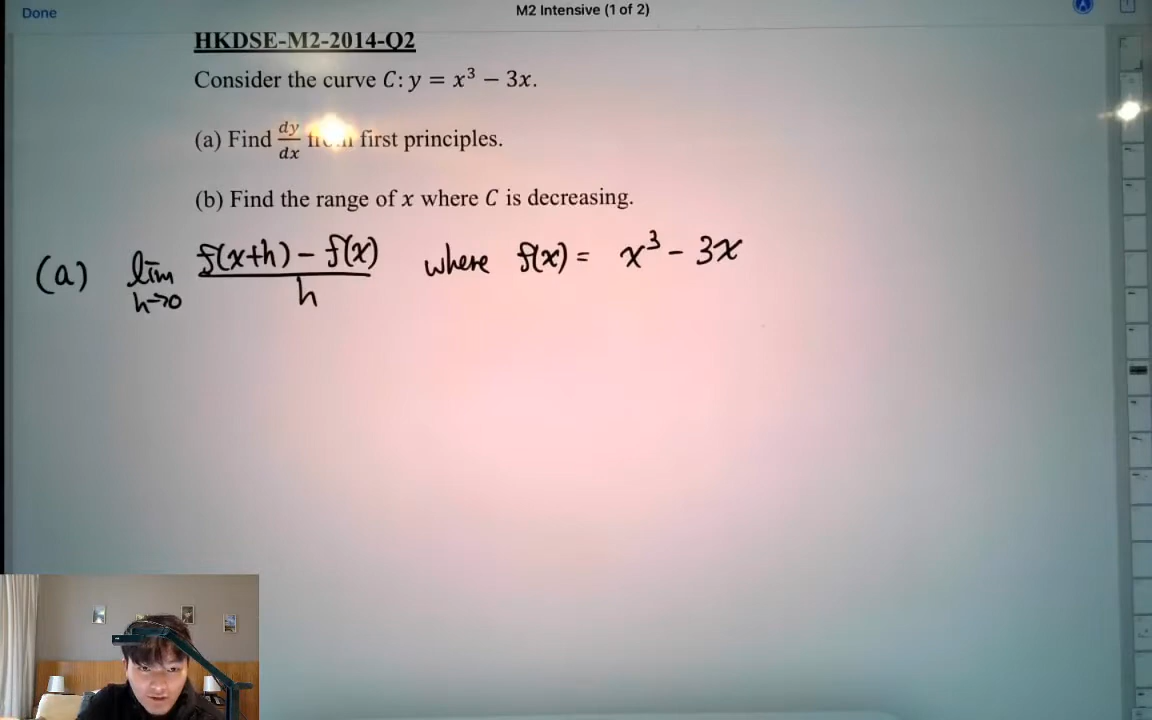 Done
M2 Intensive (1 of 2)
HKDSE-M2-2014-Q2
Consider the curve C: y = x³ − 3x.
(a) Find dy/dx from first principles.
(b) Find the range of x where C is decreasing.
(a) lim h→0 f(x+h) − f(x) / h where f(x) = x³ − 3x